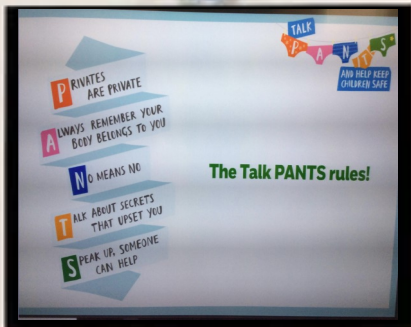 TALK
PANTS
AND HELP KEEP
CHILDREN SAFE
PRIVATES
ARE PRIVATE
ALWAYS REMEMBER YOUR
BODY BELONGS TO YOU
NO MEANS NO
TALK ABOUT SECRETS
THAT UPSET YOU
SPEAK UP, SOMEONE
CAN HELP
The Talk PANTS rules!